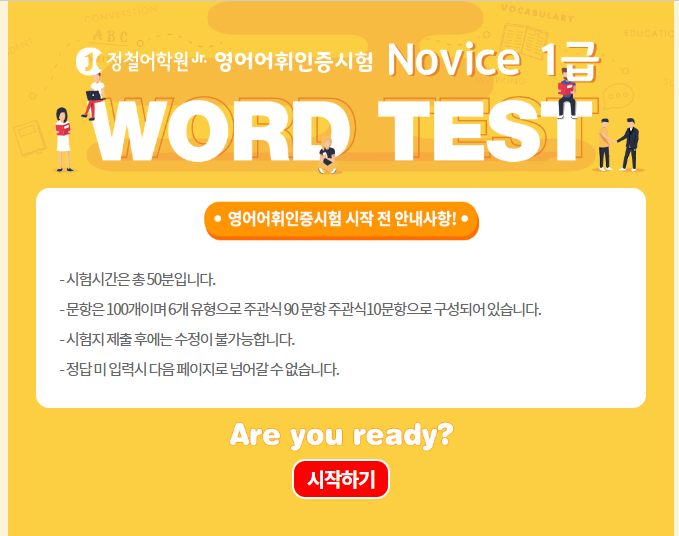 CONVERSION
ABC
VOCABULARY
EDUCATIO
DENT
정철어학원 Jr. 영어어휘인증시험 Novice 1급
WORD TEST
• 영어어휘인증시험 시작 전 안내사항! •
- 시험시간은 총 50분입니다.
- 문항은 100개이며 6개 유형으로 주관식 90 문항 주관식10문항으로 구성되어 있습니다.
- 시험지 제출 후에는 수정이 불가능합니다.
- 정답 미 입력시 다음 페이지로 넘어갈 수 없습니다.
Are you ready?
시작하기